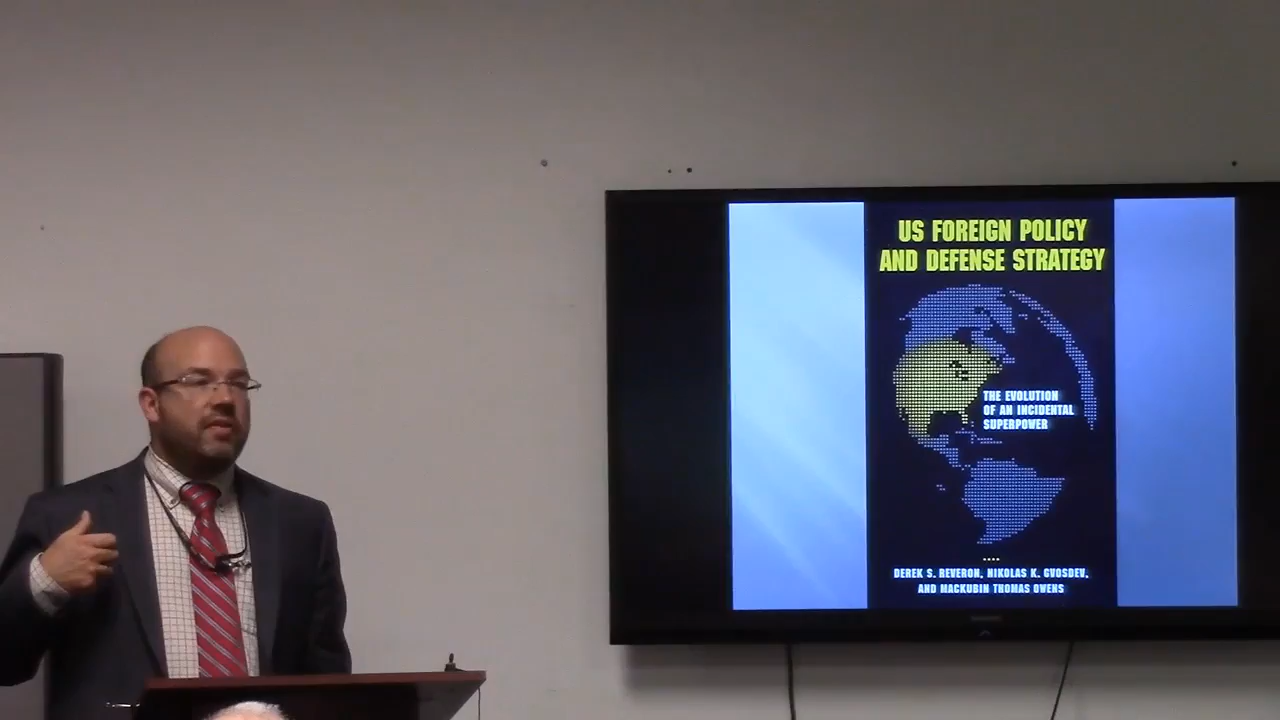 US FOREIGN POLICY
AND DEFENSE STRATEGY
THE EVOLUTION
OF AN INCIDENTAL
SUPERPOWER
DEREK S. REVERON, NIKOLAS K. GVOSDEV,
AND MACKUBIN THOMAS OWENS